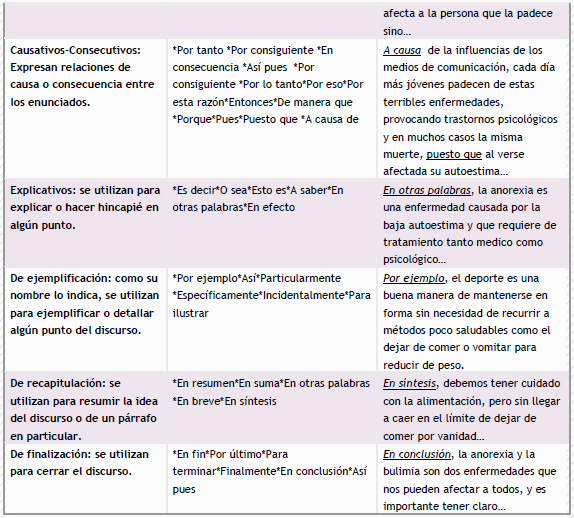 afecta a la persona que la padece
sino…
Causativos-Consecutivos:
Expresan relaciones de
causa o consecuencia entre
los enunciados.
*Por tanto *Por consiguiente *En
consecuencia *Así pues *Por
consiguiente *Por lo tanto*Por eso*Por
esta razón*Entonces*De manera que
*Porque*Pues*Puesto que *A causa de
A causa de la influencias de los
medios de comunicación, cada día
más jóvenes padecen de estas
terribles enfermedades,
provocando trastornos psicológicos
y en muchos casos la misma
muerte, puesto que al verse
afectada su autoestima…
Explicativos: se utilizan para
explicar o hacer hincapié en
algún punto.
*Es decir*O sea*Esto es*A saber*En
otras palabras*En efecto
En otras palabras, la anorexia es
una enfermedad causada por la
baja autoestima y que requiere de
tratamiento tanto medico como
psicológico…
De ejemplificación: como su
nombre lo indica, se utilizan
para ejemplificar o detallar
algún punto del discurso.
*Por ejemplo*Así*Particularmente
*Específicamente*Incidentalmente*Para
ilustrar
Por ejemplo, el deporte es una
buena manera de mantenerse en
forma sin necesidad de recurrir a
métodos poco saludables como el
dejar de comer o vomitar para
reducir de peso.
De recapitulación: se
utilizan para resumir la idea
del discurso o de un párrafo
en particular.
*En resumen*En suma*En otras palabras
*En breve*En síntesis
En síntesis, debemos tener cuidado
con la alimentación, pero sin llegar
a caer en el límite de dejar de
comer por vanidad…
De finalización: se utilizan
para cerrar el discurso.
*En fin*Por último*Para
terminar*Finalmente*En conclusión*Así
pues
En conclusión, la anorexia y la
bulimia son dos enfermedades que
nos pueden afectar a todos, y es
importante tener claro…